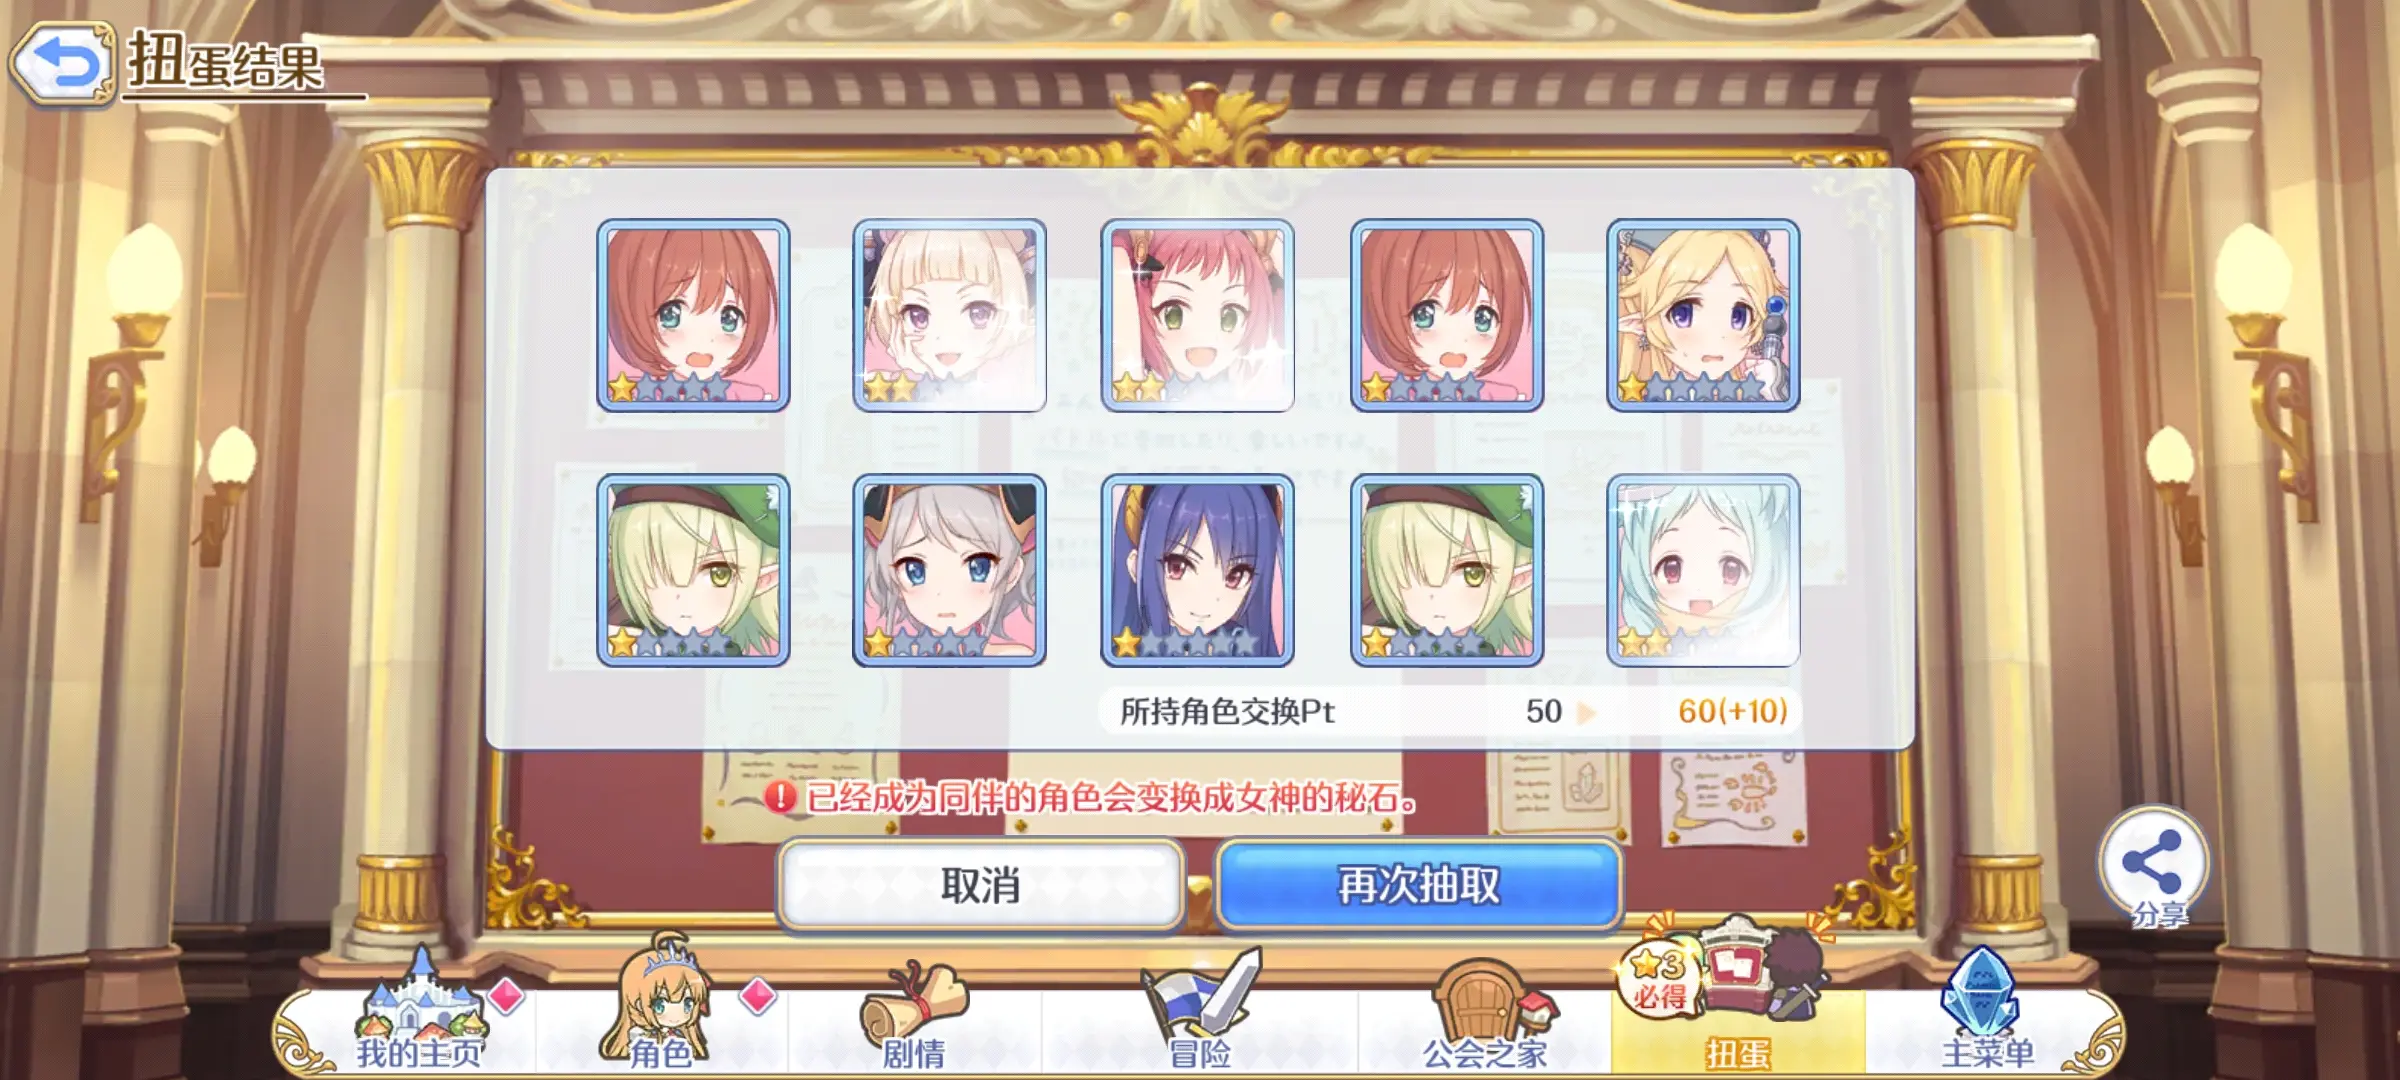 扭蛋结果
所持角色交换Pt 50 60(+10)
已经成为同伴的角色会变换成女神的秘石。
取消
再次抽取
分享
3
必得
我的主页
角色
剧情
冒险
公会之家
扭蛋
主菜单